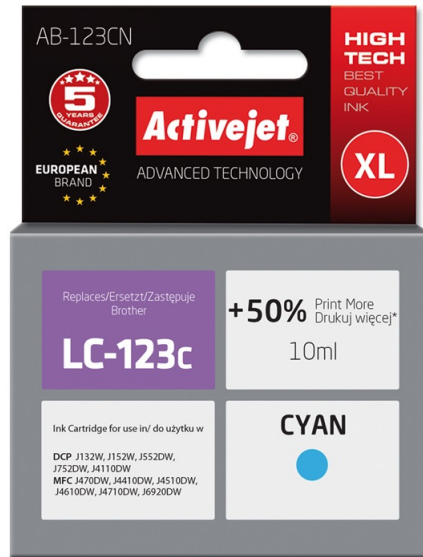 AB-123CN
HIGH
TECH
BEST
QUALITY
INK
5
YEARS
GUARANTEE
Activejet®
ADVANCED TECHNOLOGY
EUROPEAN
BRAND
XL
Replaces/Ersetzt/Zastępuje
Brother
LC-123c
+50% Print More
Drukuj więcej*
10ml
Ink Cartridge for use in/ do użytku w
DCP J132W, J152W, J552DW,
J752DW, J4110DW
MFC J470DW, J4410DW, J4510DW,
J4610DW, J4710DW, J6920DW
CYAN